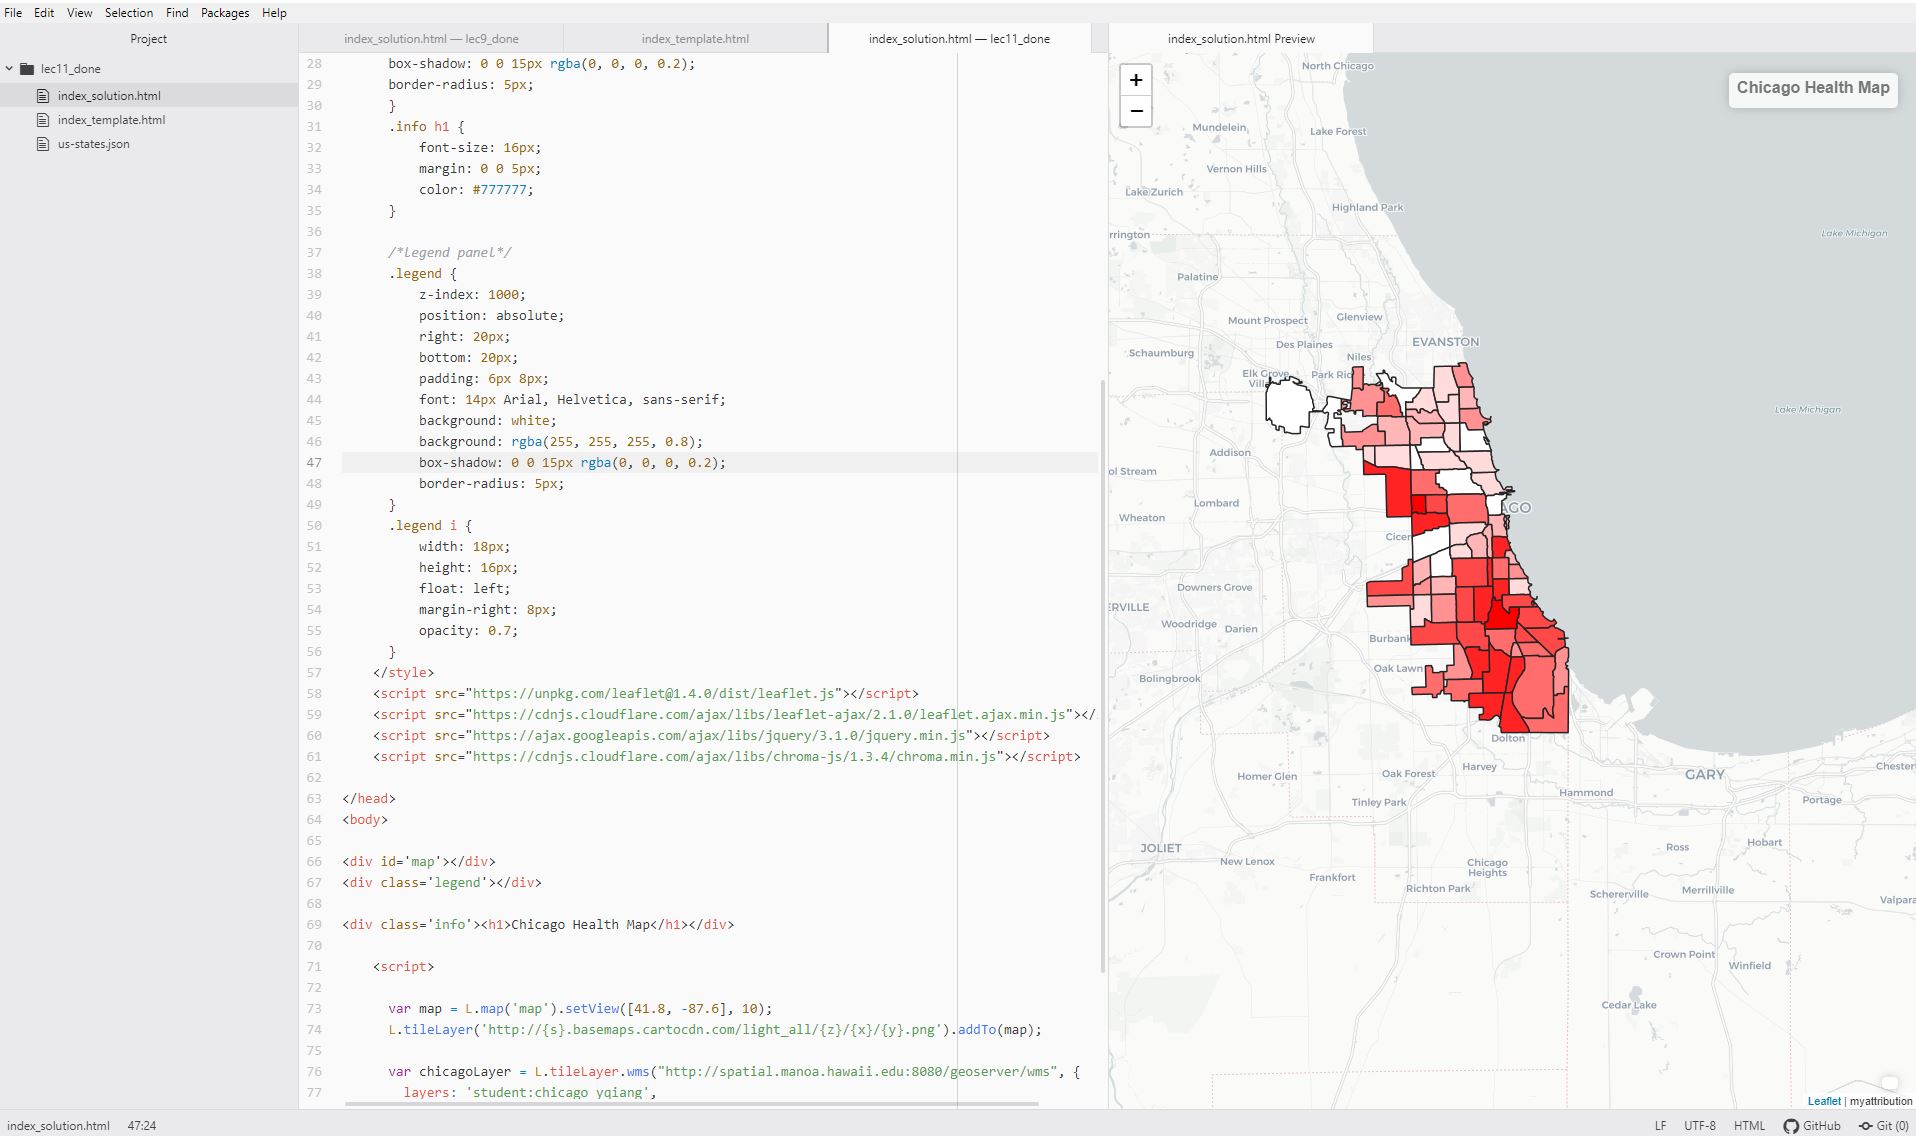 File Edit View Selection Find Packages Help
Project
lec11_done
index_solution.html
index_template.html
us-states.json
index_solution.html — lec9_done
index_template.html
index_solution.html — lec11_done
index_solution.html Preview
28 box-shadow: 0 0 15px rgba(0, 0, 0, 0.2);
29 border-radius: 5px;
30 }
31 .info h1 {
32 font-size: 16px;
33 margin: 0 0 5px;
34 color: #777777;
35 }
36
37 /*Legend panel*/
38 .legend {
39 z-index: 1000;
40 position: absolute;
41 right: 20px;
42 bottom: 20px;
43 padding: 6px 8px;
44 font: 14px Arial, Helvetica, sans-serif;
45 background: white;
46 background: rgba(255, 255, 255, 0.8);
47 box-shadow: 0 0 15px rgba(0, 0, 0, 0.2);
48 border-radius: 5px;
49 }
50 .legend i {
51 width: 18px;
52 height: 16px;
53 float: left;
54 margin-right: 8px;
55 opacity: 0.7;
56 }
57 </style>
58 <script src="https://unpkg.com/leaflet@1.4.0/dist/leaflet.js"></script>
59 <script src="https://cdnjs.cloudflare.com/ajax/libs/leaflet-ajax/2.1.0/leaflet.ajax.min.js"></
60 <script src="https://ajax.googleapis.com/ajax/libs/jquery/3.1.0/jquery.min.js"></script>
61 <script src="https://cdnjs.cloudflare.com/ajax/libs/chroma-js/1.3.4/chroma.min.js"></script>
62
63 </head>
64 <body>
65
66 <div id='map'></div>
67 <div class='legend'></div>
68
69 <div class='info'><h1>Chicago Health Map</h1></div>
70
71 <script>
72
73 var map = L.map('map').setView([41.8, -87.6], 10);
74 L.tileLayer('http://{s}.basemaps.cartocdn.com/light_all/{z}/{x}/{y}.png').addTo(map);
75
76 var chicagoLayer = L.tileLayer.wms("http://spatial.manoa.hawaii.edu:8080/geoserver/wms", {
77 layers: 'student:chicago_yqiang',
+
−
Chicago Health Map
North Chicago
Mundelein
Lake Forest
Vernon Hills
Lake Zurich
Highland Park
rrington
Lake Michigan
Palatine
Mount Prospect
Glenview
Des Plaines
EVANSTON
Schaumburg
Niles
Elk Grove
Vill
Park Ri
Lake Michigan
Addison
ol Stream
Lombard
AGO
Wheaton
Cicer
Downers Grove
ERVILLE
Woodridge
Darien
Burbank
Oak Lawn
Bolingbrook
Dolton
Homer Glen
Oak Forest
Harvey
GARY
Chester
Tinley Park
Hammond
Portage
JOLIET
New Lenox
Chicago
Heights
Ross
Hobart
Frankfort
Richton Park
Schererville
Merrillville
Valpara
Crown Point
Winfield
Cedar Lake
Leaflet | myattribution
index_solution.html 47:24
LF UTF-8 HTML GitHub Git (0)